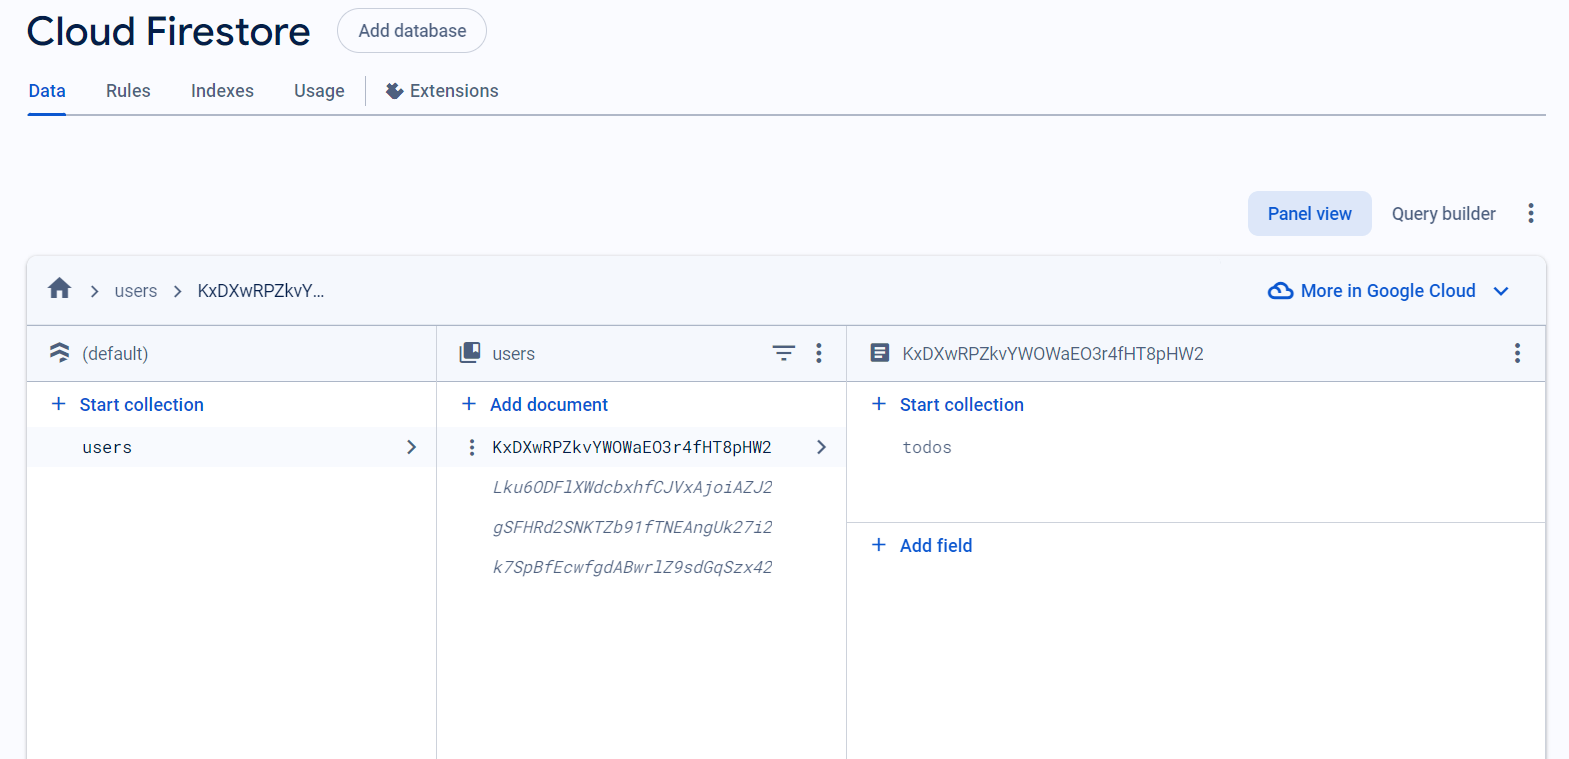 Cloud Firestore
Add database
Data
Rules
Indexes
Usage
Extensions
Panel view
Query builder
users
KxDXwRPZkvY...
More in Google Cloud
(default)
users
KxDXwRPZkvYWOWaEO3r4fHT8pHW2
Start collection
Add document
Start collection
users
KxDXwRPZkvYWOWaEO3r4fHT8pHW2
todos
Lku6ODFlXWdcbxhfCJVxAjoiAZJ2
gSFHRd2SNKTZb91fTNEAngUk27i2
Add field
k7SpBfEcwfgdABwrlZ9sdGqSzx42